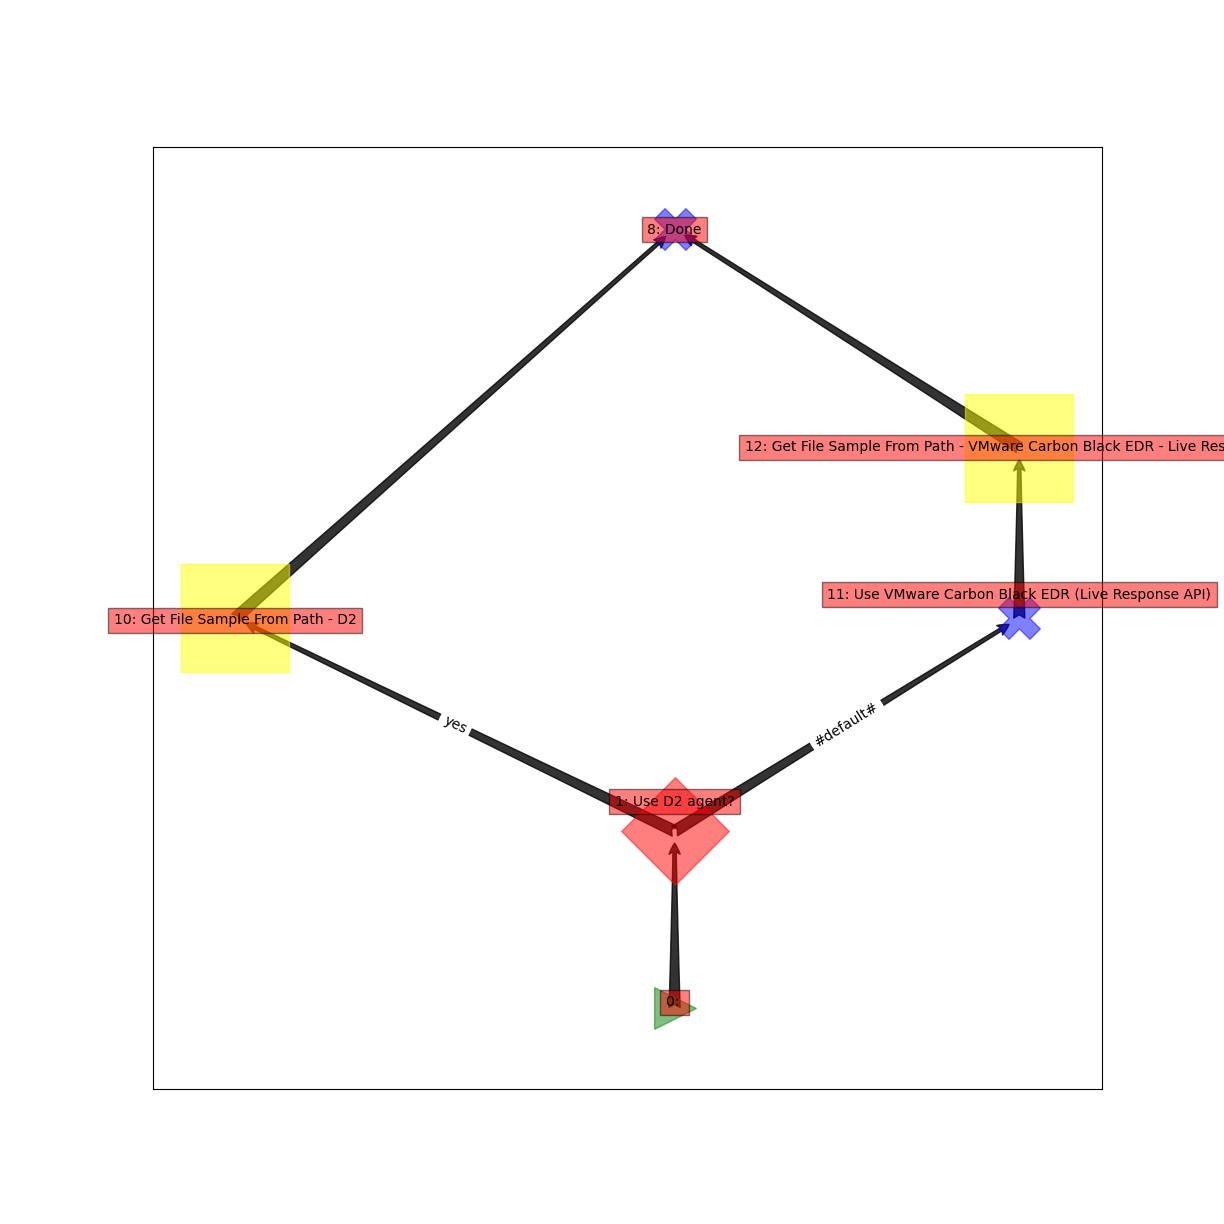 8: Done
12: Get File Sample From Path - VMware Carbon Black EDR - Live
11: Use VMware Carbon Black EDR (Live Response API)
10: Get File Sample From Path - D2
yes
#default#
1: Use D2 agent?
0: